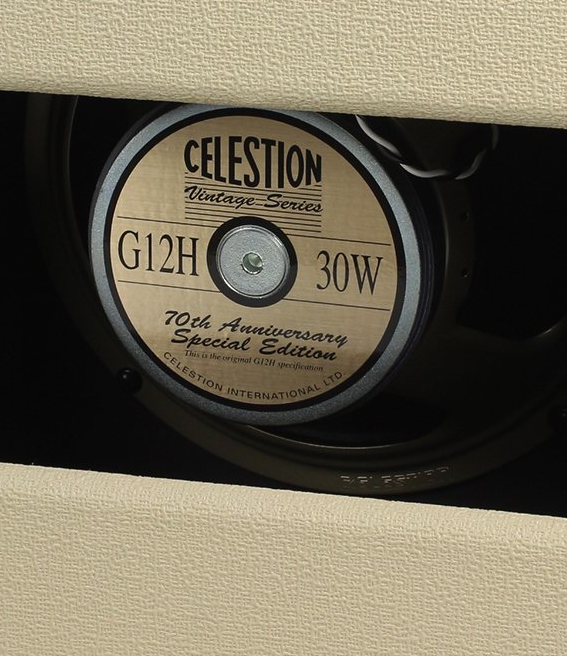 CELESTION
Vintage Series
G12H 30W
70th Anniversary
Special Edition
This is the original G12H specification
CELESTION INTERNATIONAL LTD